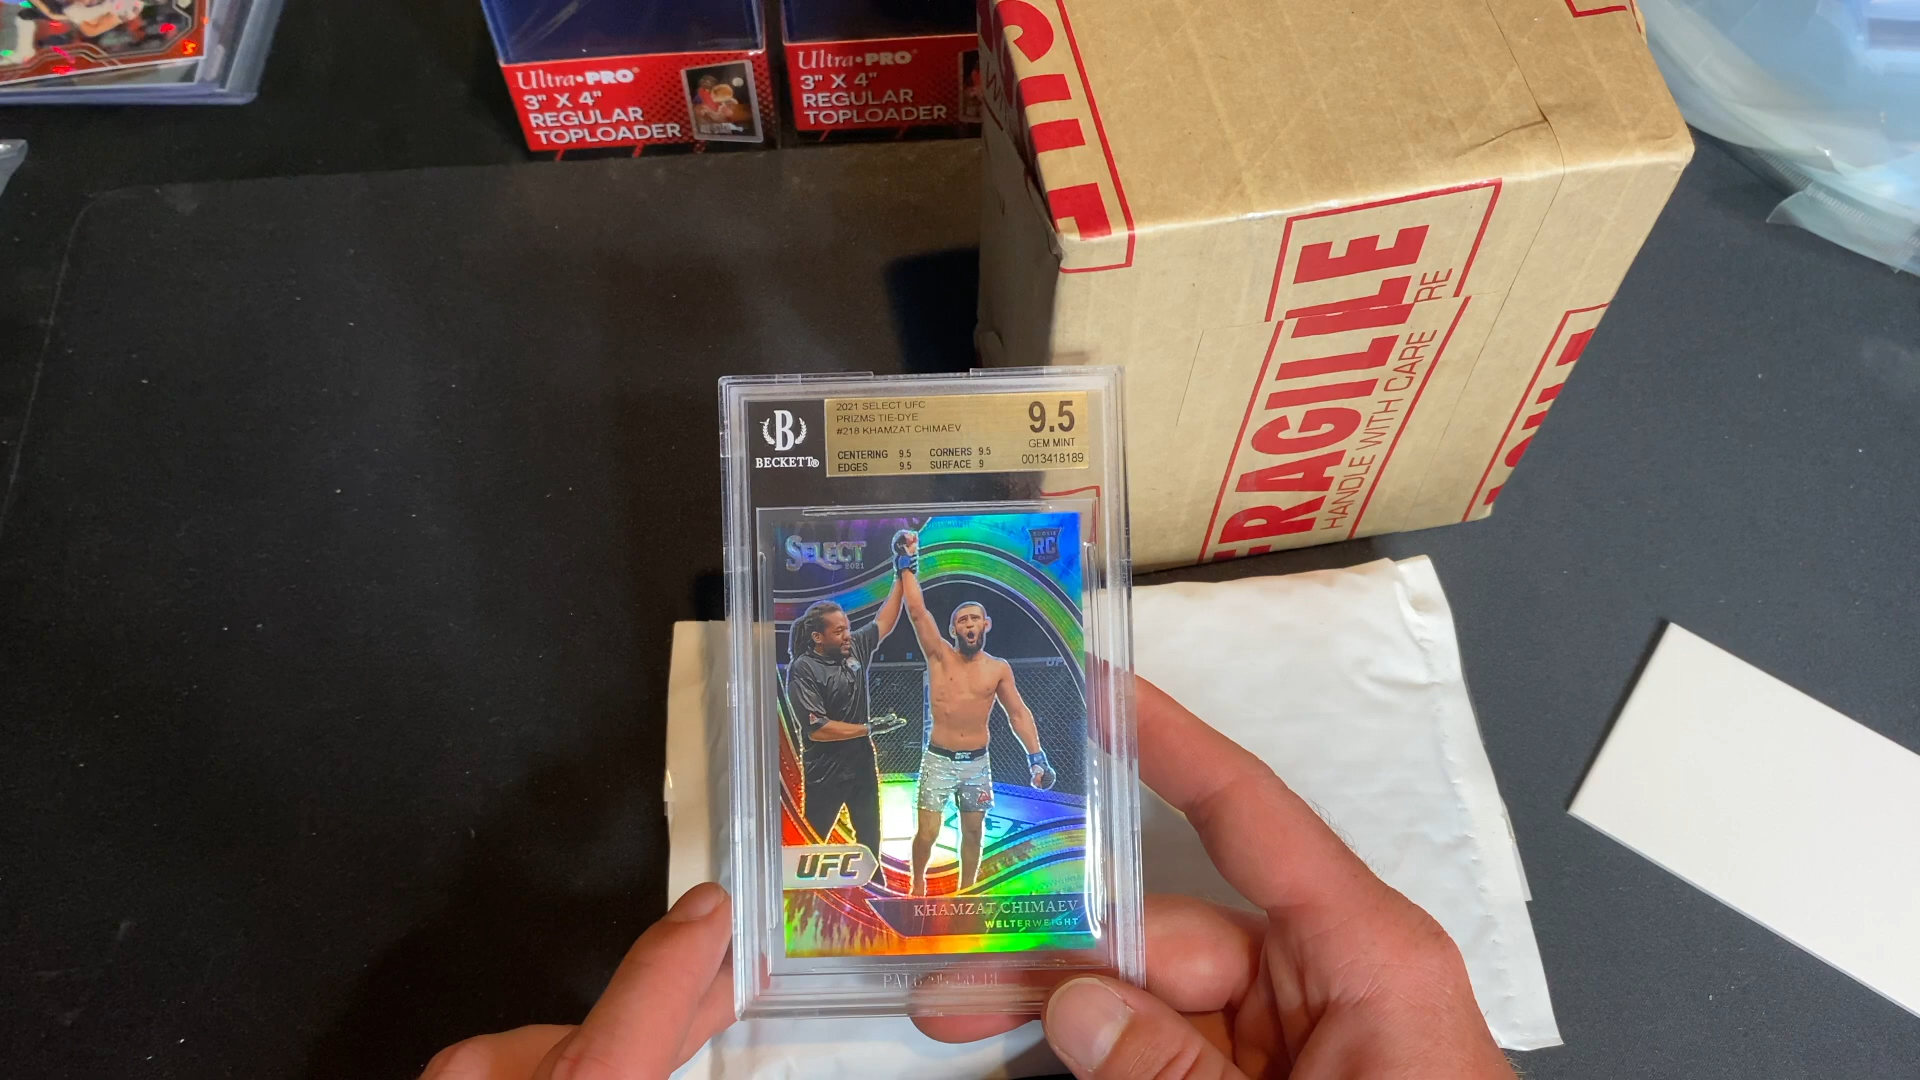 Ultra•PRO®
3" X 4"
REGULAR
TOPLOADER
Ultra•PRO®
3" X 4"
REGULAR
TOPLOADER
FRAGILE
HANDLE WITH CARE
RE
B
BECKETT®
2021 SELECT UFC
PRIZMS TIE-DYE
#218 KHAMZAT CHIMAEV
9.5
GEM MINT
CENTERING 9.5 CORNERS 9.5
EDGES 9.5 SURFACE 9
0013418189
SELECT
2021
RC
UFC
KHAMZAT CHIMAEV
WELTERWEIGHT